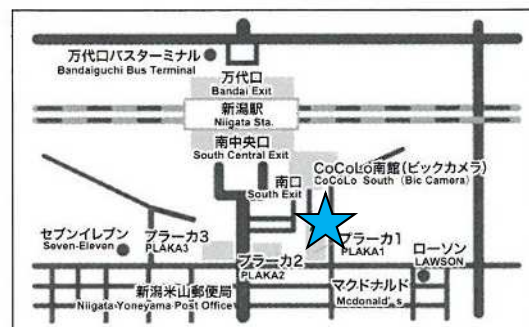 万代口バスターミナル
Bandaiguchi Bus Terminal
万代口
Bandai Exit
新潟駅
Niigata Sta.
南中央口
South Central Exit
南口
South Exit
CoCoLo南館(ビックカメラ)
CoCoLo South (Bic Camera)
セブンイレブン
Seven-Eleven
プラーカ3
PLAKA3
プラーカ2
PLAKA2
プラーカ1
PLAKA1
ローソン
LAWSON
新潟米山郵便局
Niigata Yoneyama Post Office
マクドナルド
Mcdonald's